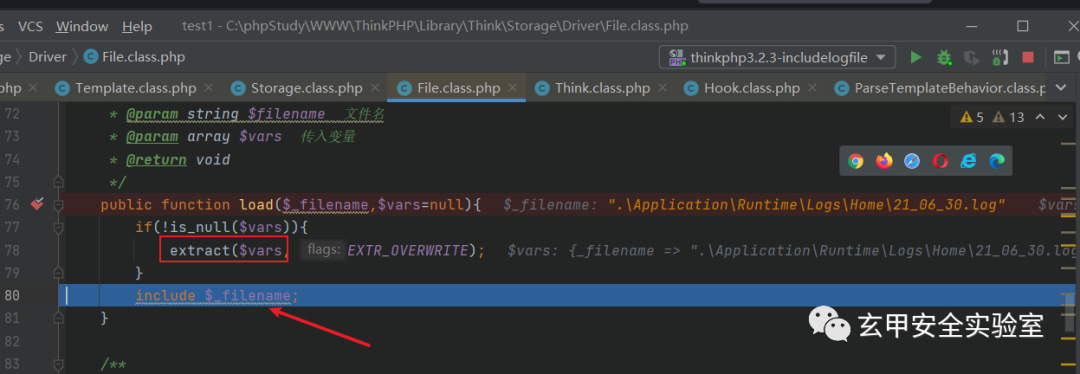 s VCS Window Help test1 - C:\phpStudy\WWW\ThinkPHP\Library\Think\Storage\Driver\File.class.php
ge Driver File.class.php thinkphp3.2.3-includelogfile
php Template.class.php Storage.class.php File.class.php Think.class.php Hook.class.php ParseTemplateBehavior.class.p
72 * @param string $filename 文件名 5 13
73 * @param array $vars 传入变量
74 * @return void
75 */
76 public function load($_filename,$vars=null){ $_filename: ".\Application\Runtime\Logs\Home\21_06_30.log" $vars
77 if(!is_null($vars)){
78 extract($vars, flags: EXTR_OVERWRITE); $vars: {_filename => ".\Application\Runtime\Logs\Home\21_06_30.log
79 }
80 include $_filename;
81 }
82
83 /**
玄甲安全实验室